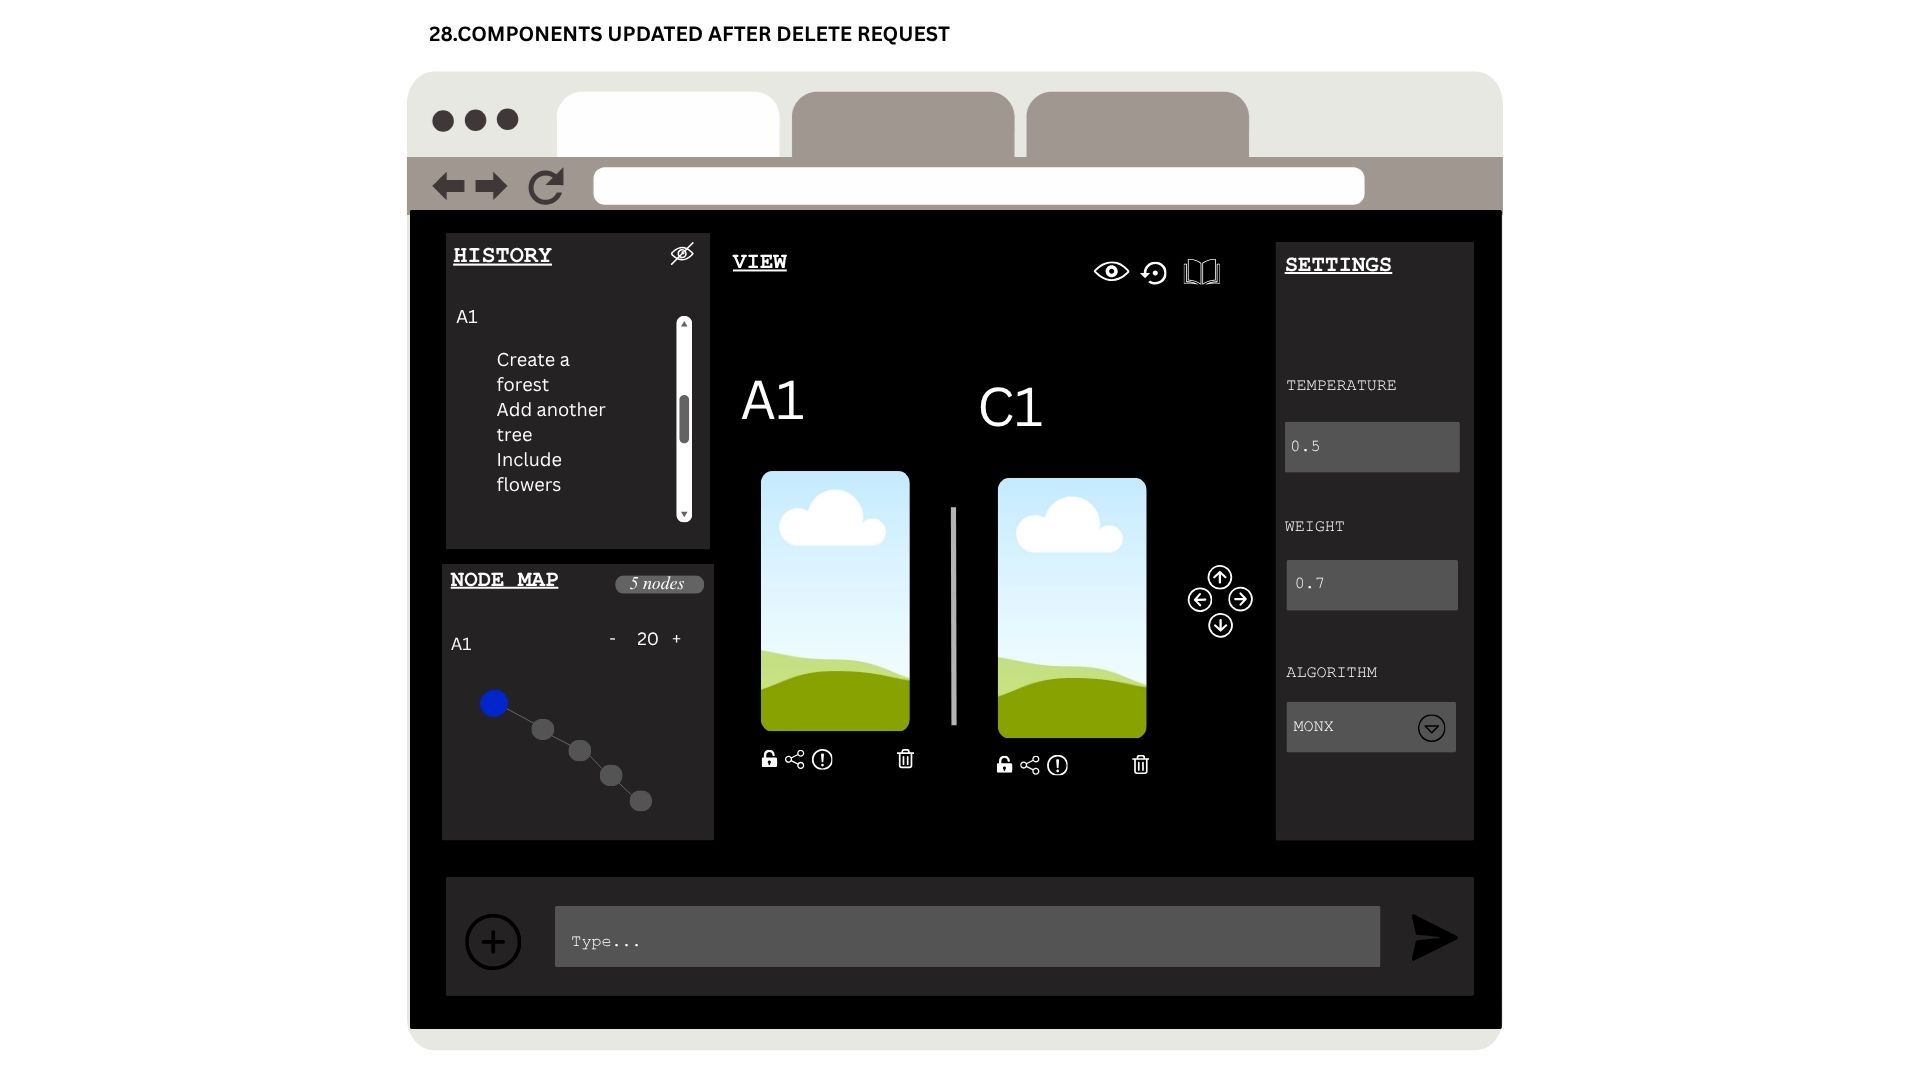 28.COMPONENTS UPDATED AFTER DELETE REQUEST
HISTORY
A1
Create a
forest
Add another
tree
Include
flowers
NODE MAP
5 nodes
A1
- 20 +
VIEW
A1
C1
SETTINGS
TEMPERATURE
0.5
WEIGHT
0.7
ALGORITHM
MONX
Type...